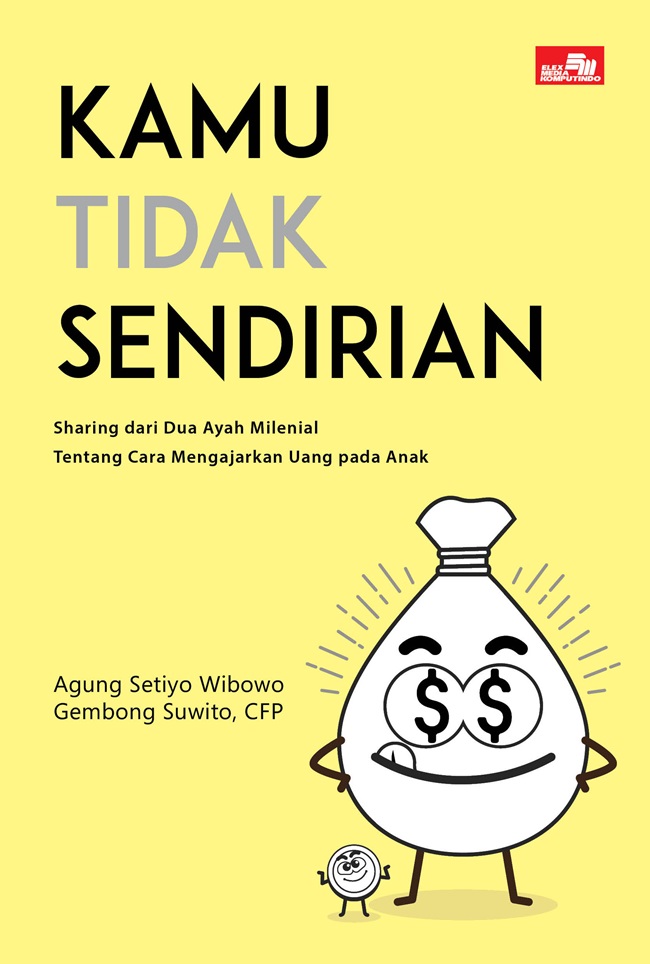 ELEX
MEDIA
KOMPUTINDO
KAMU
TIDAK
SENDIRIAN
Sharing dari Dua Ayah Milenial
Tentang Cara Mengajarkan Uang pada Anak
Agung Setiyo Wibowo
Gembong Suwito, CFP
$ $